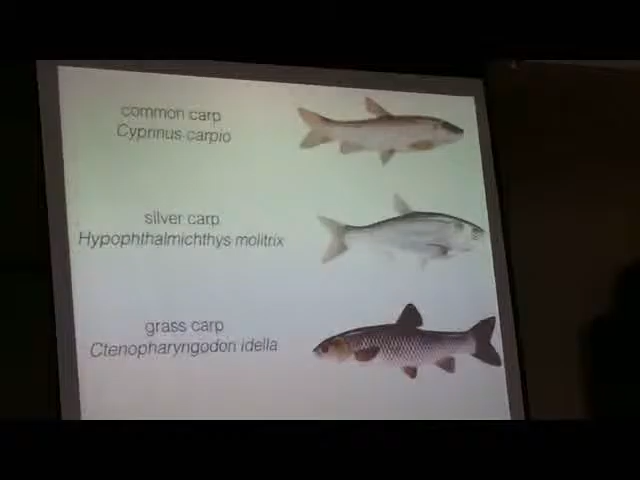 common carp
Cyprinus carpio
silver carp
Hypophthalmichthys molitrix
grass carp
Ctenopharyngodon idella